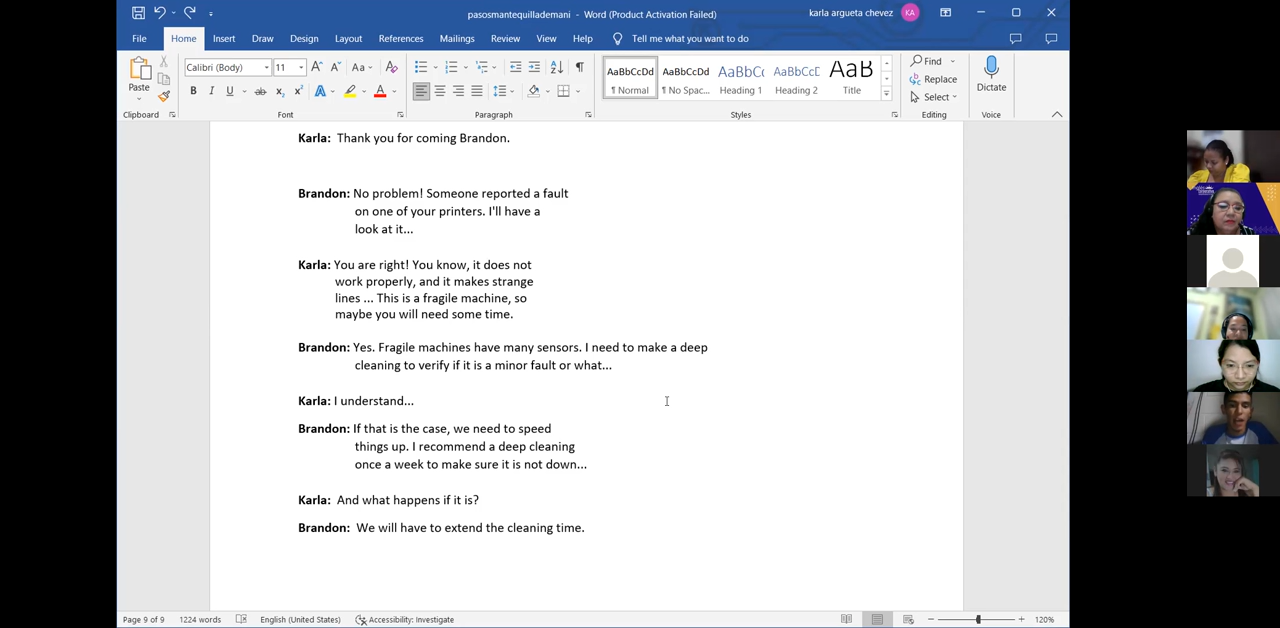 pasosmantequillademani - Word (Product Activation Failed)
karla argueta chevez
KA
File Home Insert Draw Design Layout References Mailings Review View Help Tell me what you want to do
Paste
Calibri (Body) 11
Aa
B I U ab x₂ x² A A
AaBbCcDd AaBbCcDd AaBbCc AaBbCcD AaB
¶ Normal ¶ No Spac... Heading 1 Heading 2 Title
Find
Replace
Select
Dictate
Clipboard Font Paragraph Styles Editing Voice
Karla: Thank you for coming Brandon.
Brandon: No problem! Someone reported a fault
on one of your printers. I'll have a
look at it...
Karla: You are right! You know, it does not
work properly, and it makes strange
lines ... This is a fragile machine, so
maybe you will need some time.
Brandon: Yes. Fragile machines have many sensors. I need to make a deep
cleaning to verify if it is a minor fault or what...
Karla: I understand...
Brandon: If that is the case, we need to speed
things up. I recommend a deep cleaning
once a week to make sure it is not down...
Karla: And what happens if it is?
Brandon: We will have to extend the cleaning time.
Page 9 of 9 1224 words English (United States) Accessibility: Investigate 120%